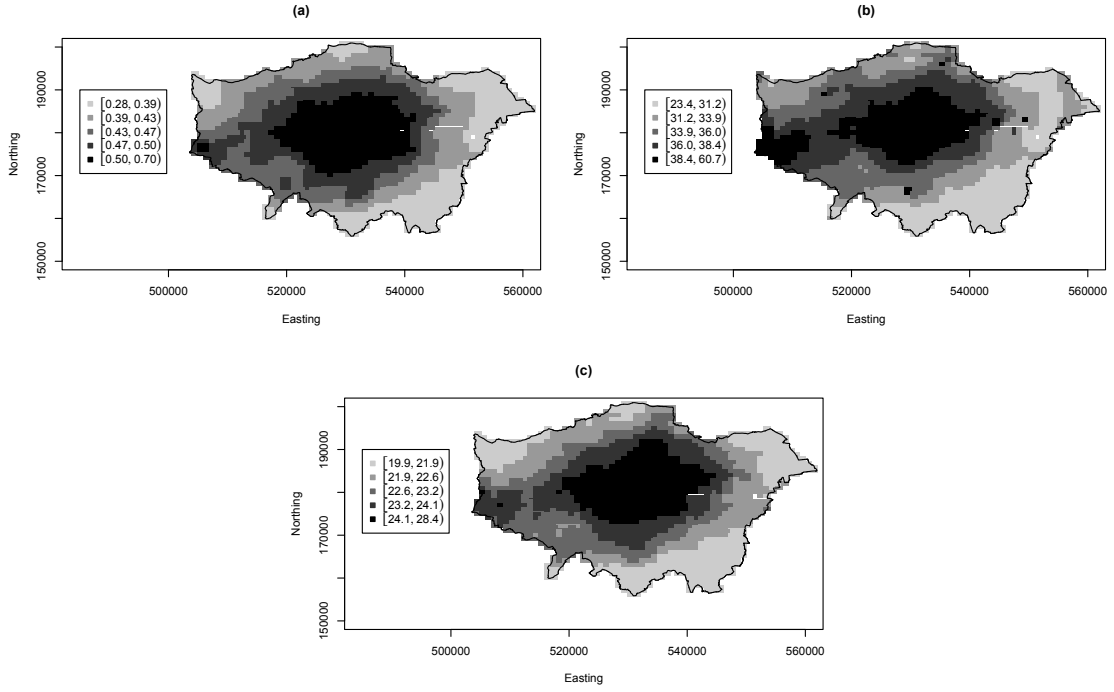 (a)
Northing
150000 170000 190000
[0.28, 0.39)
[0.39, 0.43)
[0.43, 0.47)
[0.47, 0.50)
[0.50, 0.70)
500000 520000 540000 560000
Easting
(b)
Northing
150000 170000 190000
[23.4, 31.2)
[31.2, 33.9)
[33.9, 36.0)
[36.0, 38.4)
[38.4, 60.7)
500000 520000 540000 560000
Easting
(c)
Northing
150000 170000 190000
[19.9, 21.9)
[21.9, 22.6)
[22.6, 23.2)
[23.2, 24.1)
[24.1, 28.4)
500000 520000 540000 560000
Easting